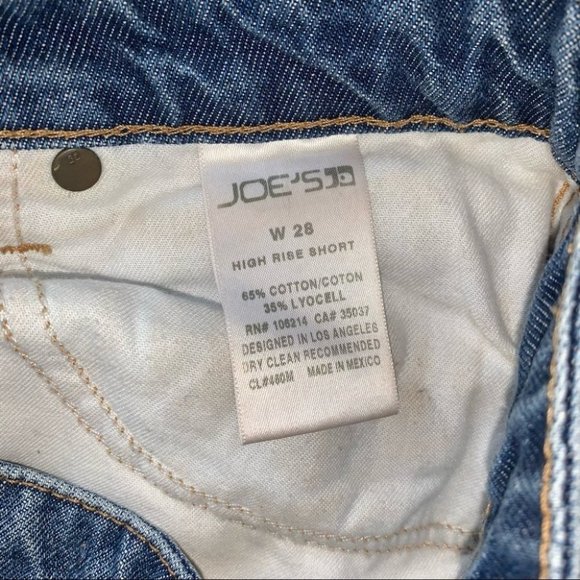 JOE'S
W 28
HIGH RISE SHORT
65% COTTON/COTON
35% LYOCELL
RN# 106214 CA# 35037
DESIGNED IN LOS ANGELES
DRY CLEAN RECOMMENDED
CL#460M MADE IN MEXICO